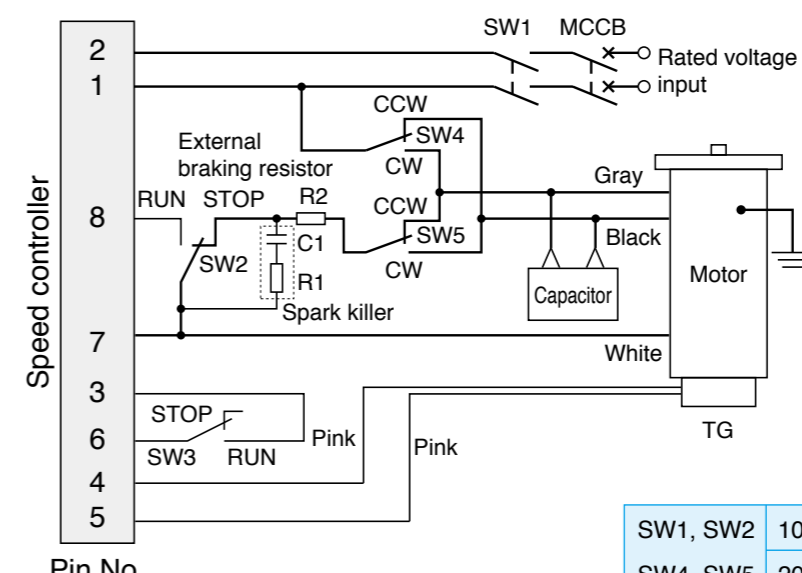 SW1 MCCB
2
Rated voltage
1
input
CCW
SW4
External
braking resistor
CW
Gray
RUN STOP R2
8
CCW
SW5
Black
C1
SW2
CW
R1
Motor
Capacitor
Spark killer
7
White
Speed controller
3
STOP
6
Pink
SW3 RUN
Pink
TG
4
5
SW1, SW2
Pin No